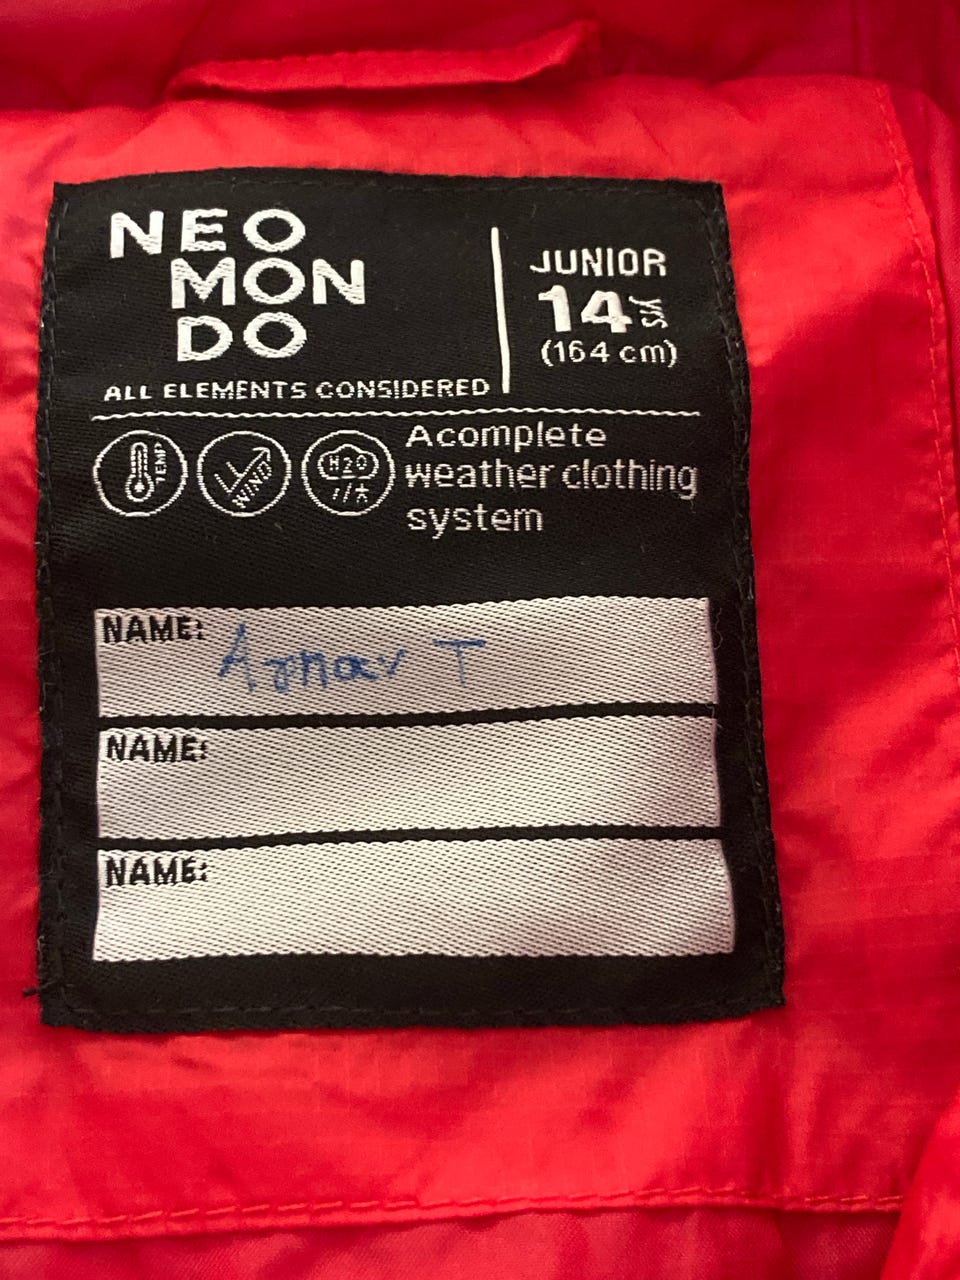 NEO
MON
DO
ALL ELEMENTS CONSIDERED
JUNIOR
14 YRS
(164 cm)
TEMP
WIND
H2O
Acomplete
weather clothing
system
NAME: Arnav T
NAME:
NAME: